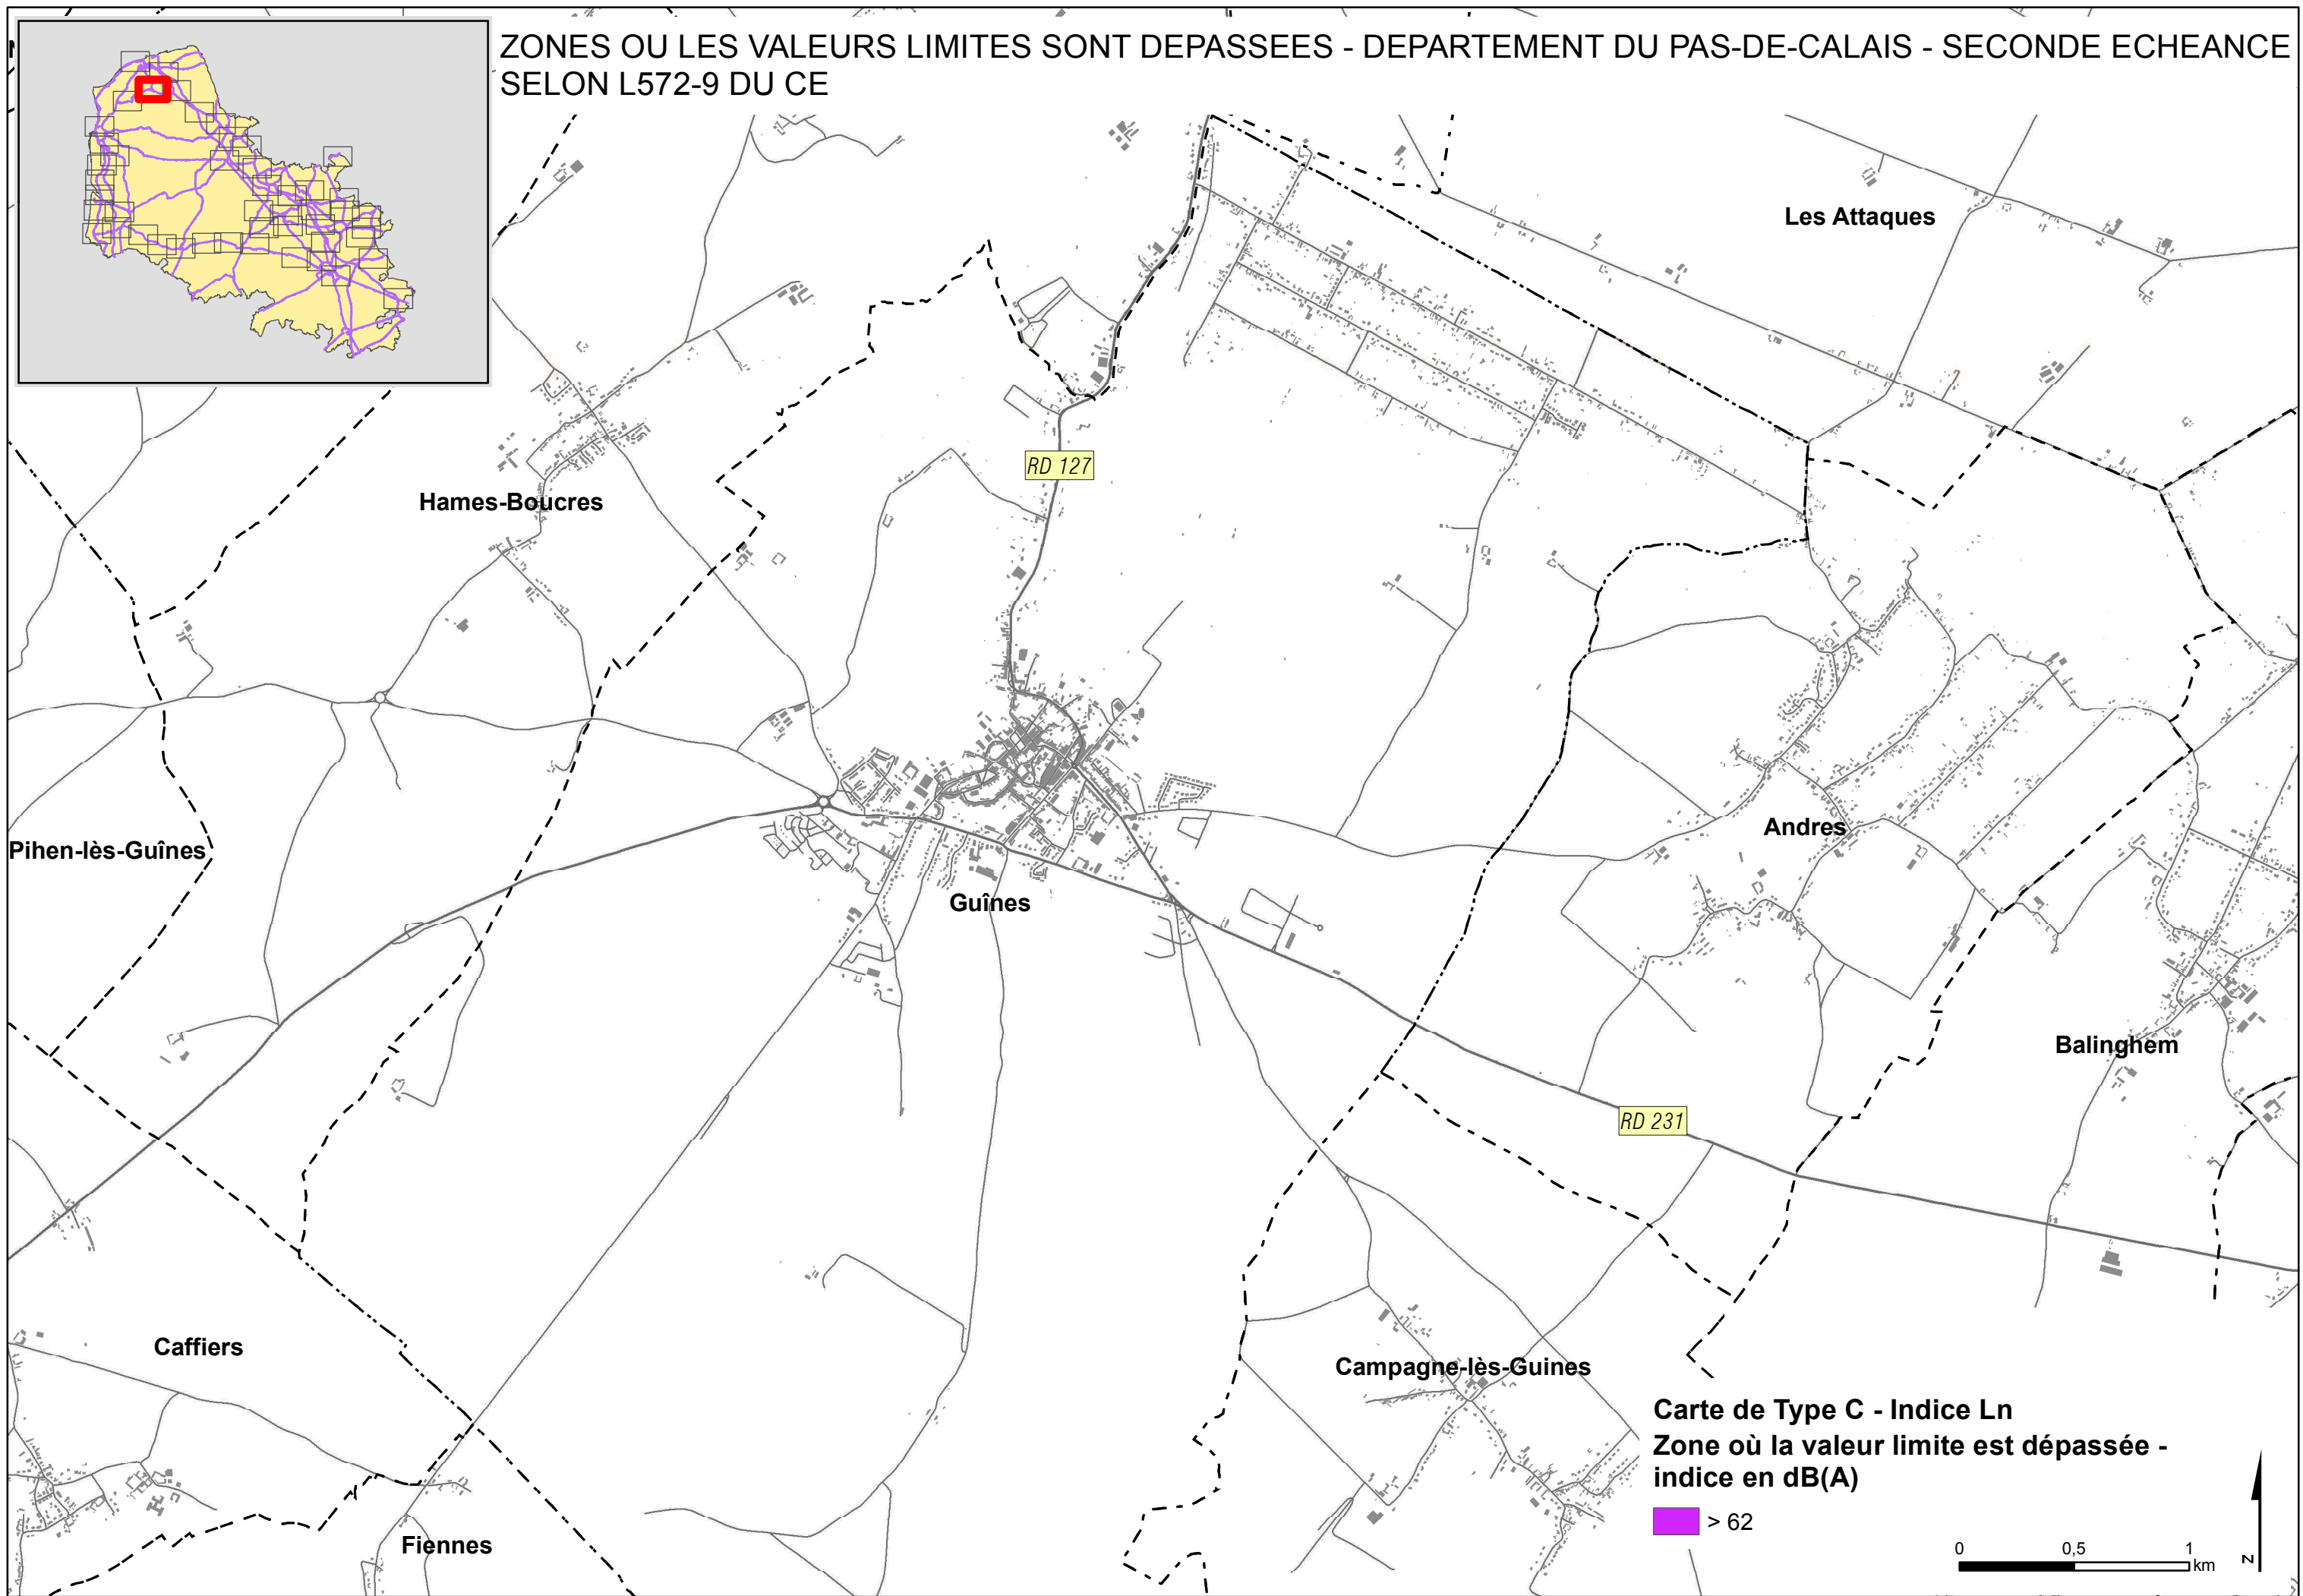 ZONES OU LES VALEURS LIMITES SONT DEPASSEES - DEPARTEMENT DU PAS-DE-CALAIS - SECONDE ECHEANCE
SELON L572-9 DU CE
Les Attaques
RD 127
Hames-Boucres
Andres
Pihen-lès-Guînes
Guînes
Balinghem
RD 231
Caffiers
Campagne-lès-Guines
Carte de Type C - Indice Ln
Zone où la valeur limite est dépassée -
indice en dB(A)
> 62
Fiennes
0 0,5 1
km
N